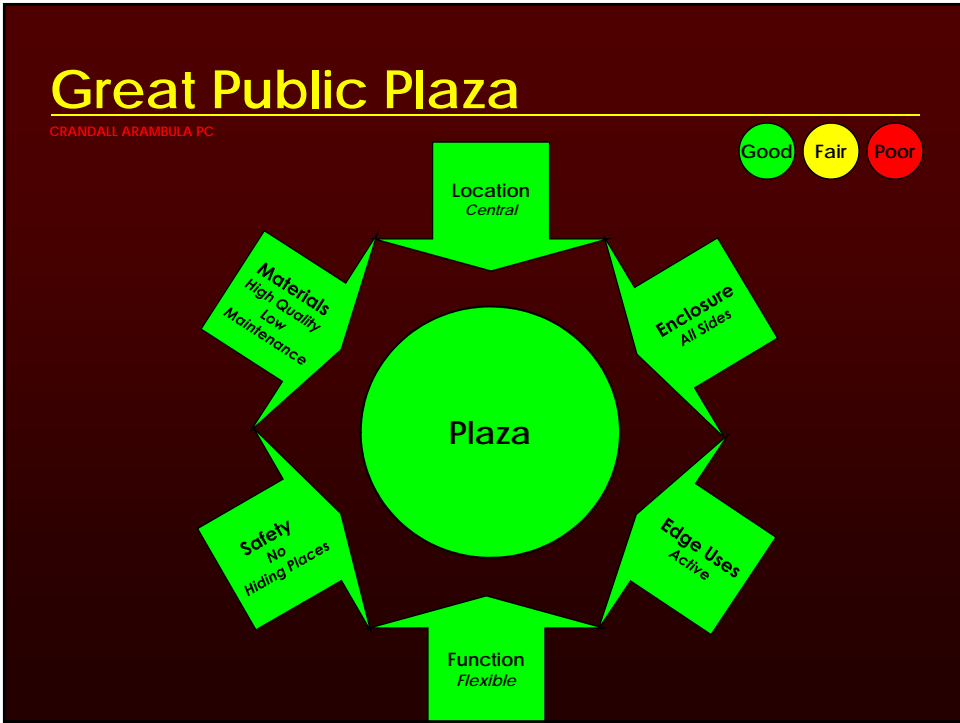 Great Public Plaza
CRANDALL ARAMBULA PC
Good Fair Poor
Location
Central
Materials
High Quality
Low
Maintenance
Enclosure
All Sides
Plaza
Safety
No
Hiding Places
Edge Uses
Active
Function
Flexible